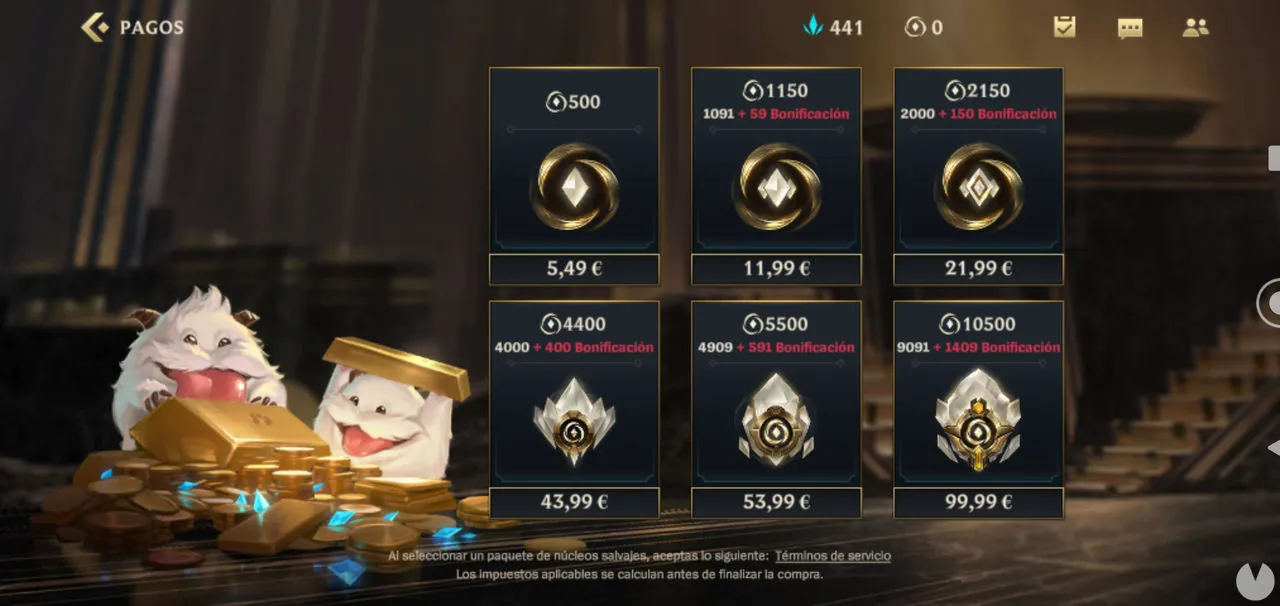 PAGOS
441
0
500
5,49 €
1150
1091 + 59 Bonificación
11,99 €
2150
2000 + 150 Bonificación
21,99 €
4400
4000 + 400 Bonificación
43,99 €
5500
4909 + 591 Bonificación
53,99 €
10500
9091 + 1409 Bonificación
99,99 €
Al seleccionar un paquete de núcleos salvajes, aceptas lo siguiente: Términos de servicio
Los impuestos aplicables se calculan antes de finalizar la compra.